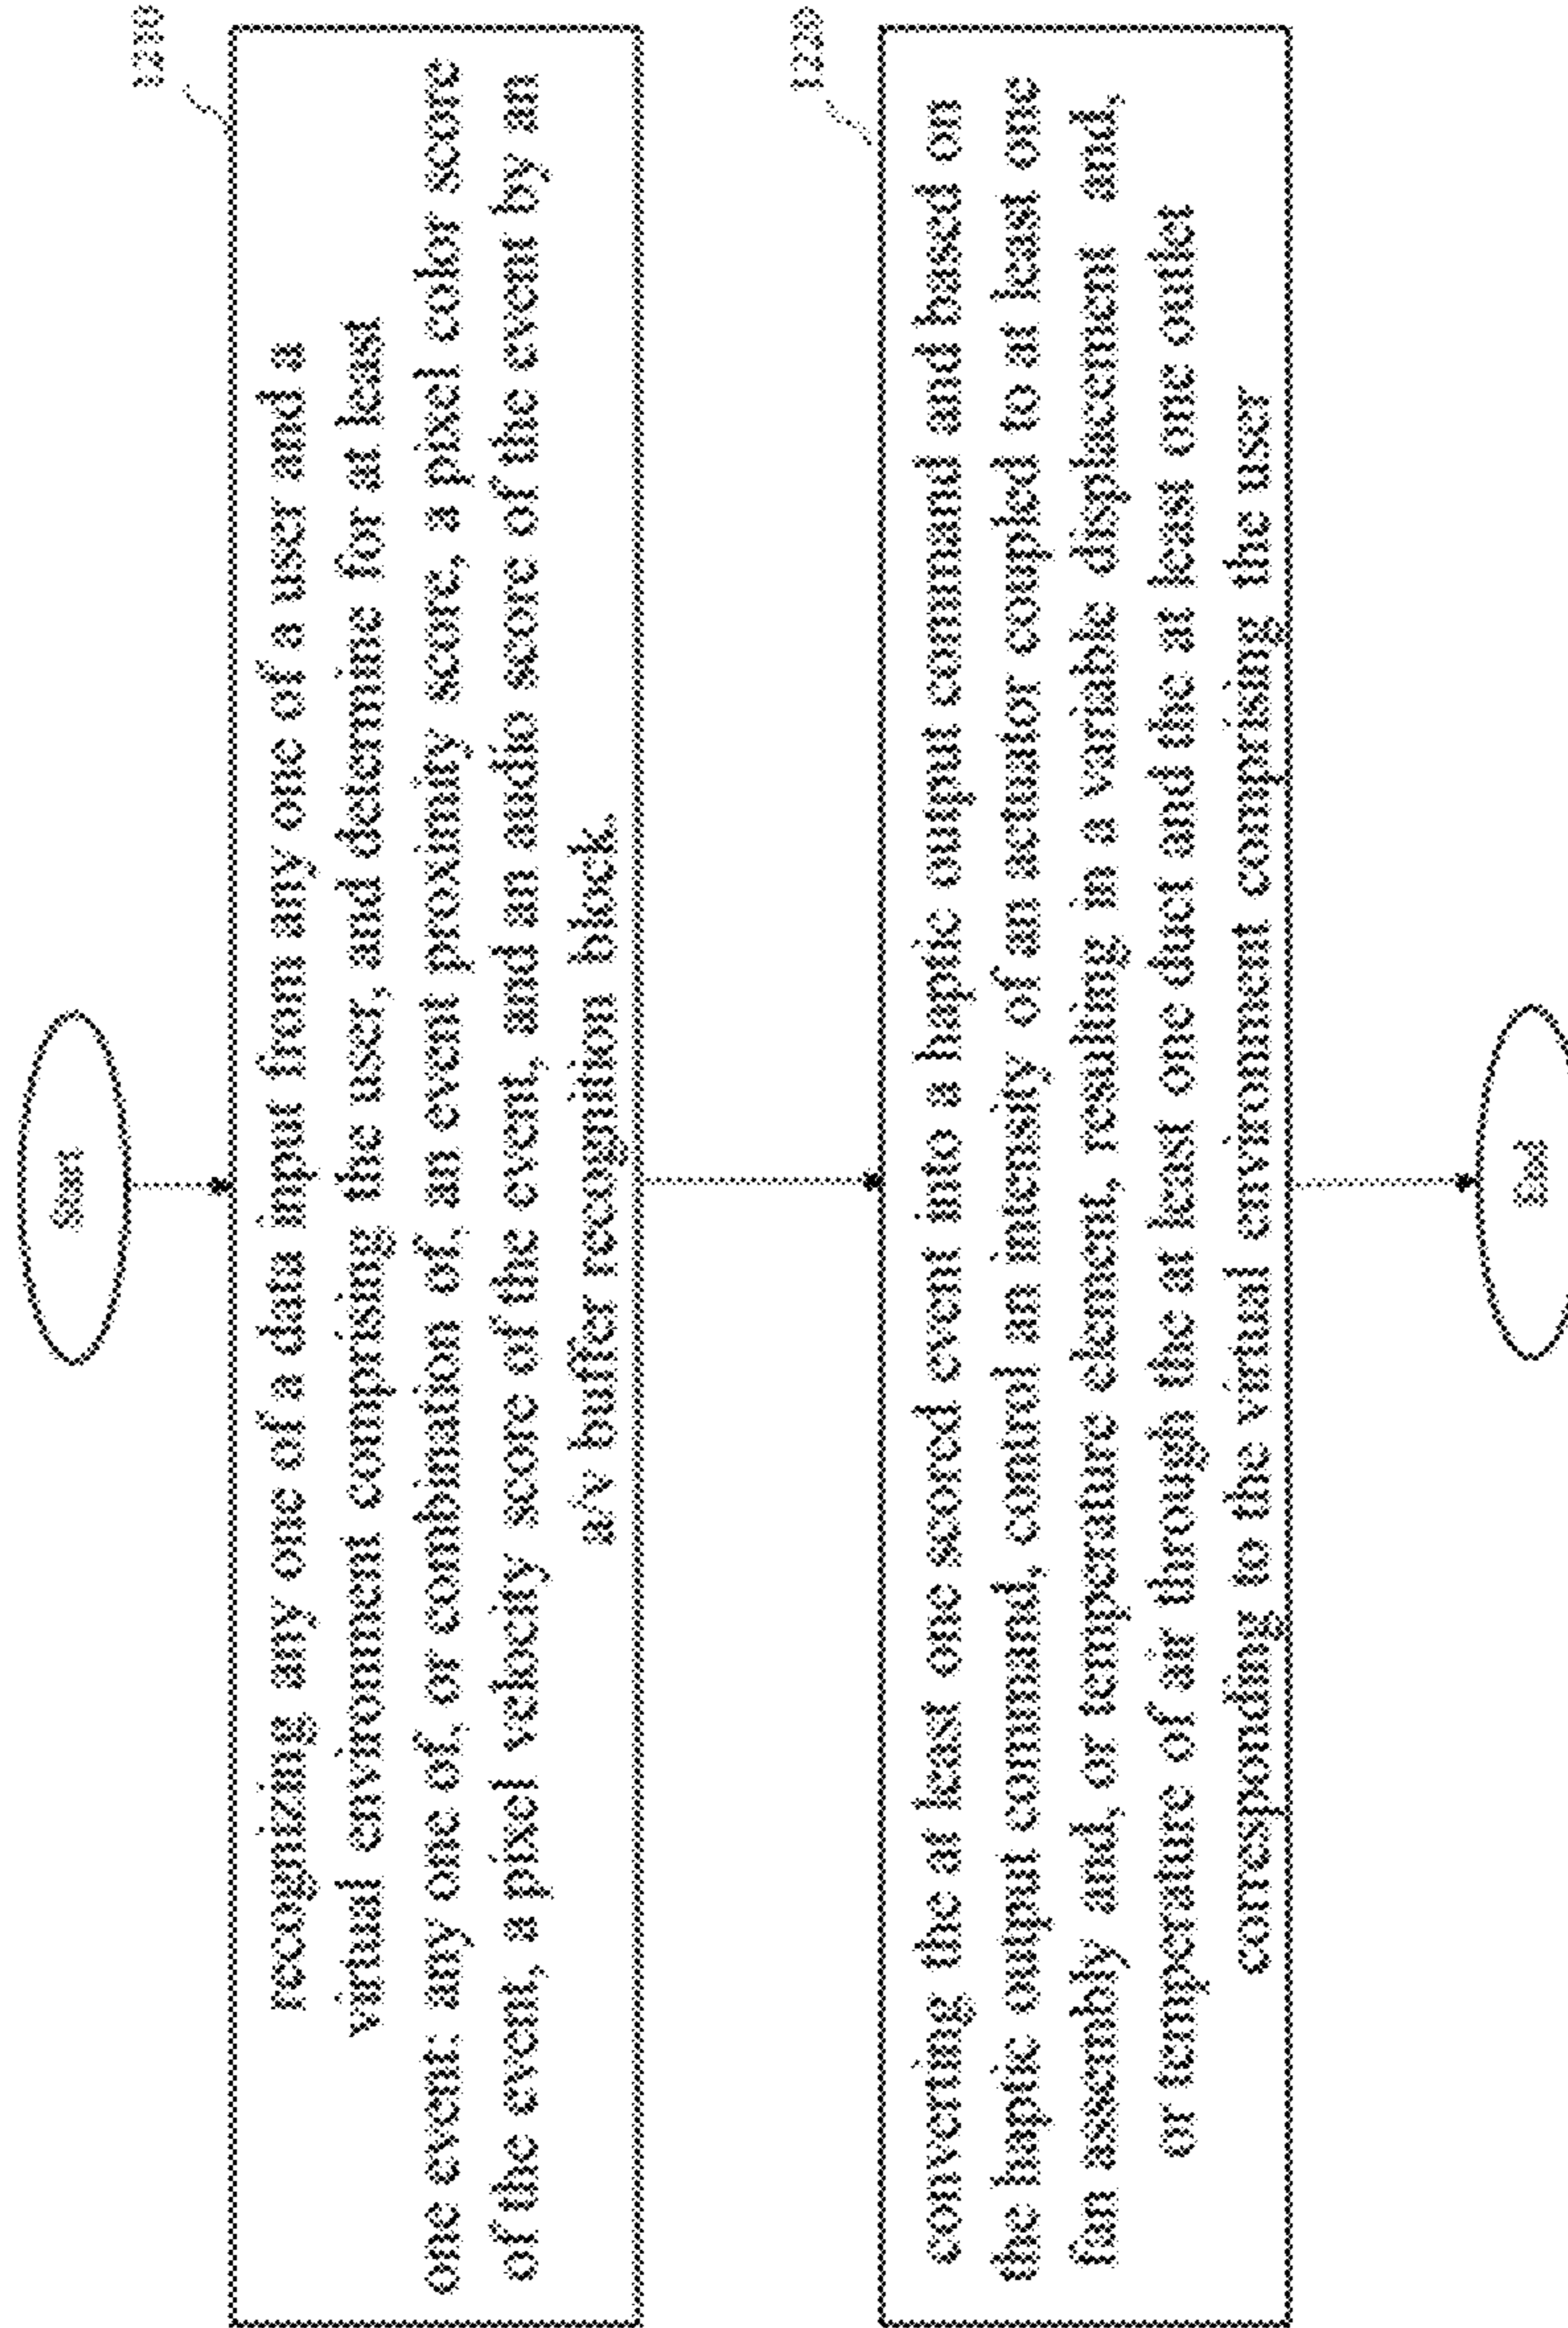 Start
1210
recognizing any one of a data input from any one of a user and a
virtual environment comprising the user, and determine for at least
one event: any one of, or combination of, an event proximity score, a pixel color score
of the event, a pixel velocity score of the event, and an audio score of the event by an
a/v buffer recognition block.
1220
converting the at least one scored event into a haptic output command and based on
the haptic output command, control an intensity of an actuator coupled to at least one
fan assembly and, or temperature element, resulting in a variable displacement and,
or temperature of air through the at least one duct and the at least one outlet
corresponding to the virtual environment comprising the user
End